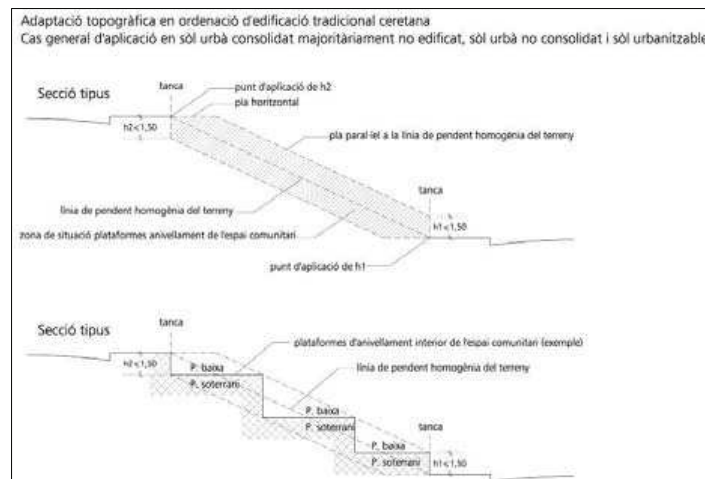 Adaptació topogràfica en ordenació d'edificació tradicional ceretana
Cas general d'aplicació en sòl urbà consolidat majoritàriament no edificat, sòl urbà no consolidat i sòl urbanitzable
Secció tipus
tanca
punt d'aplicació de h2
pla horitzontal
h2<1,50
pla paral·lel a la línia de pendent homogènia del terreny
tanca
línia de pendent homogènia del terreny
h1<1,50
zona de situació plataformes anivellament de l'espai comunitari
punt d'aplicació de h1
Secció tipus
tanca
plataformes d'anivellament interior de l'espai comunitari (exemple)
h2<1,50
P. baixa
línia de pendent homogènia del terreny
P. soterrani
P. baixa
P. soterrani
tanca
P. baixa
P. soterrani
h1<1,50